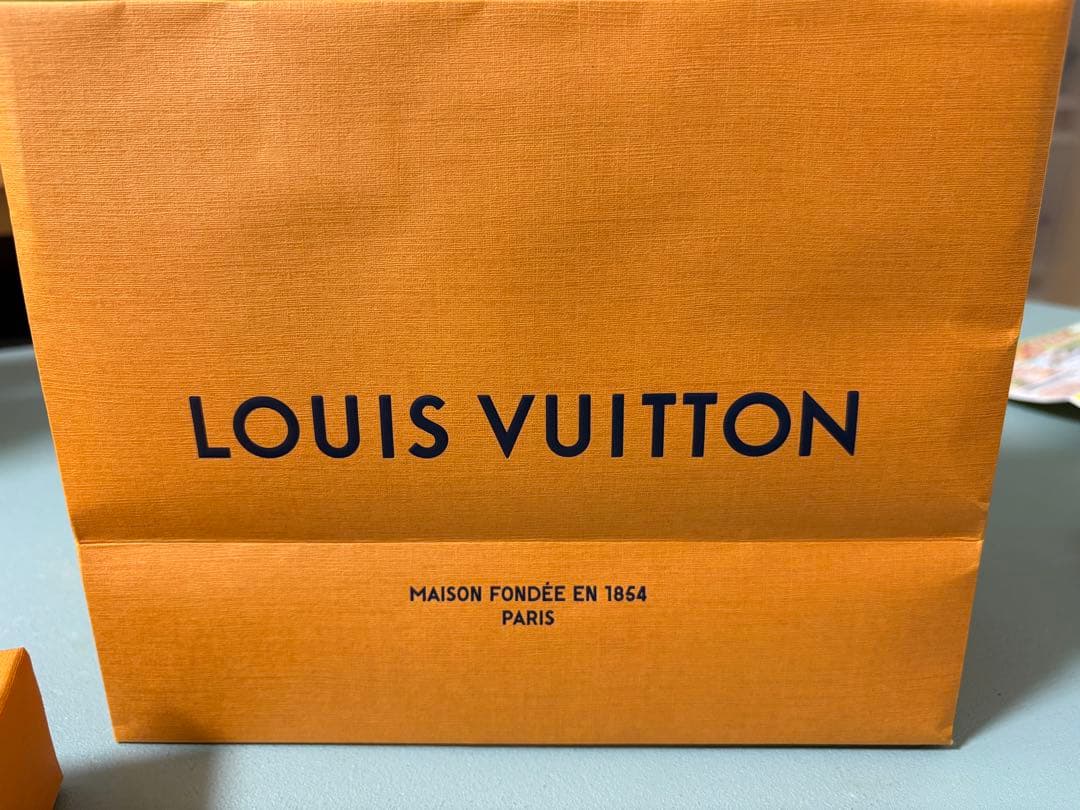 LOUIS VUITTON
MAISON FONDÉE EN 1854
PARIS